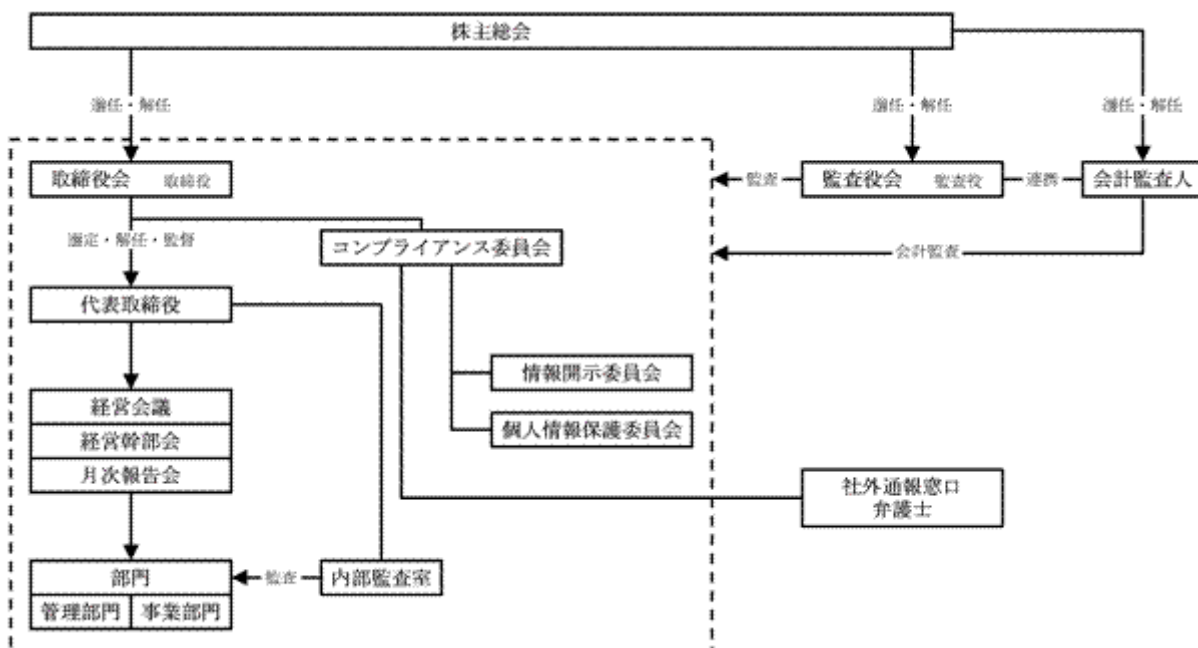 株主総会
選任・解任
選任・解任
選任・解任
取締役会 取締役
監査
監査役会 監査役
連携
会計監査人
選定・解任・監督
コンプライアンス委員会
会計監査
代表取締役
情報開示委員会
経営会議
個人情報保護委員会
経営幹部会
月次報告会
社外通報窓口
弁護士
部門
監査
内部監査室
管理部門
事業部門